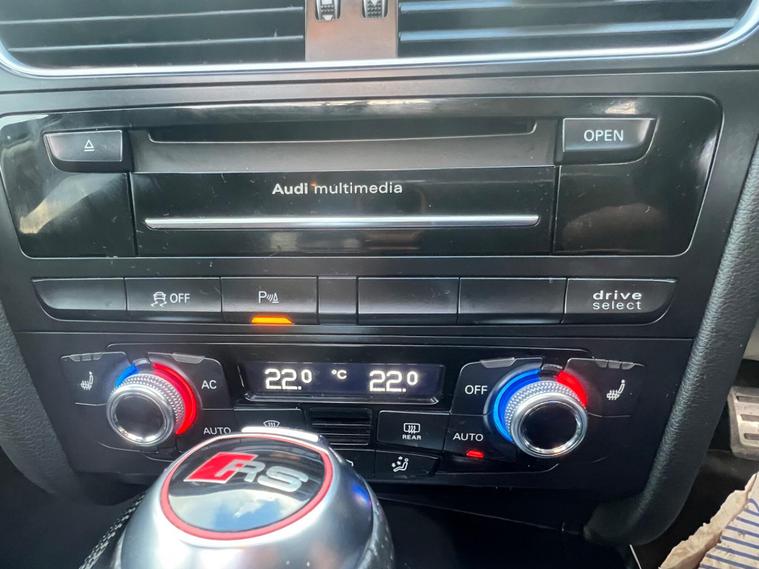 OPEN
Audi multimedia
OFF
P
drive
select
22.0 °C 22.0
AC
OFF
AUTO
REAR
AUTO
RS